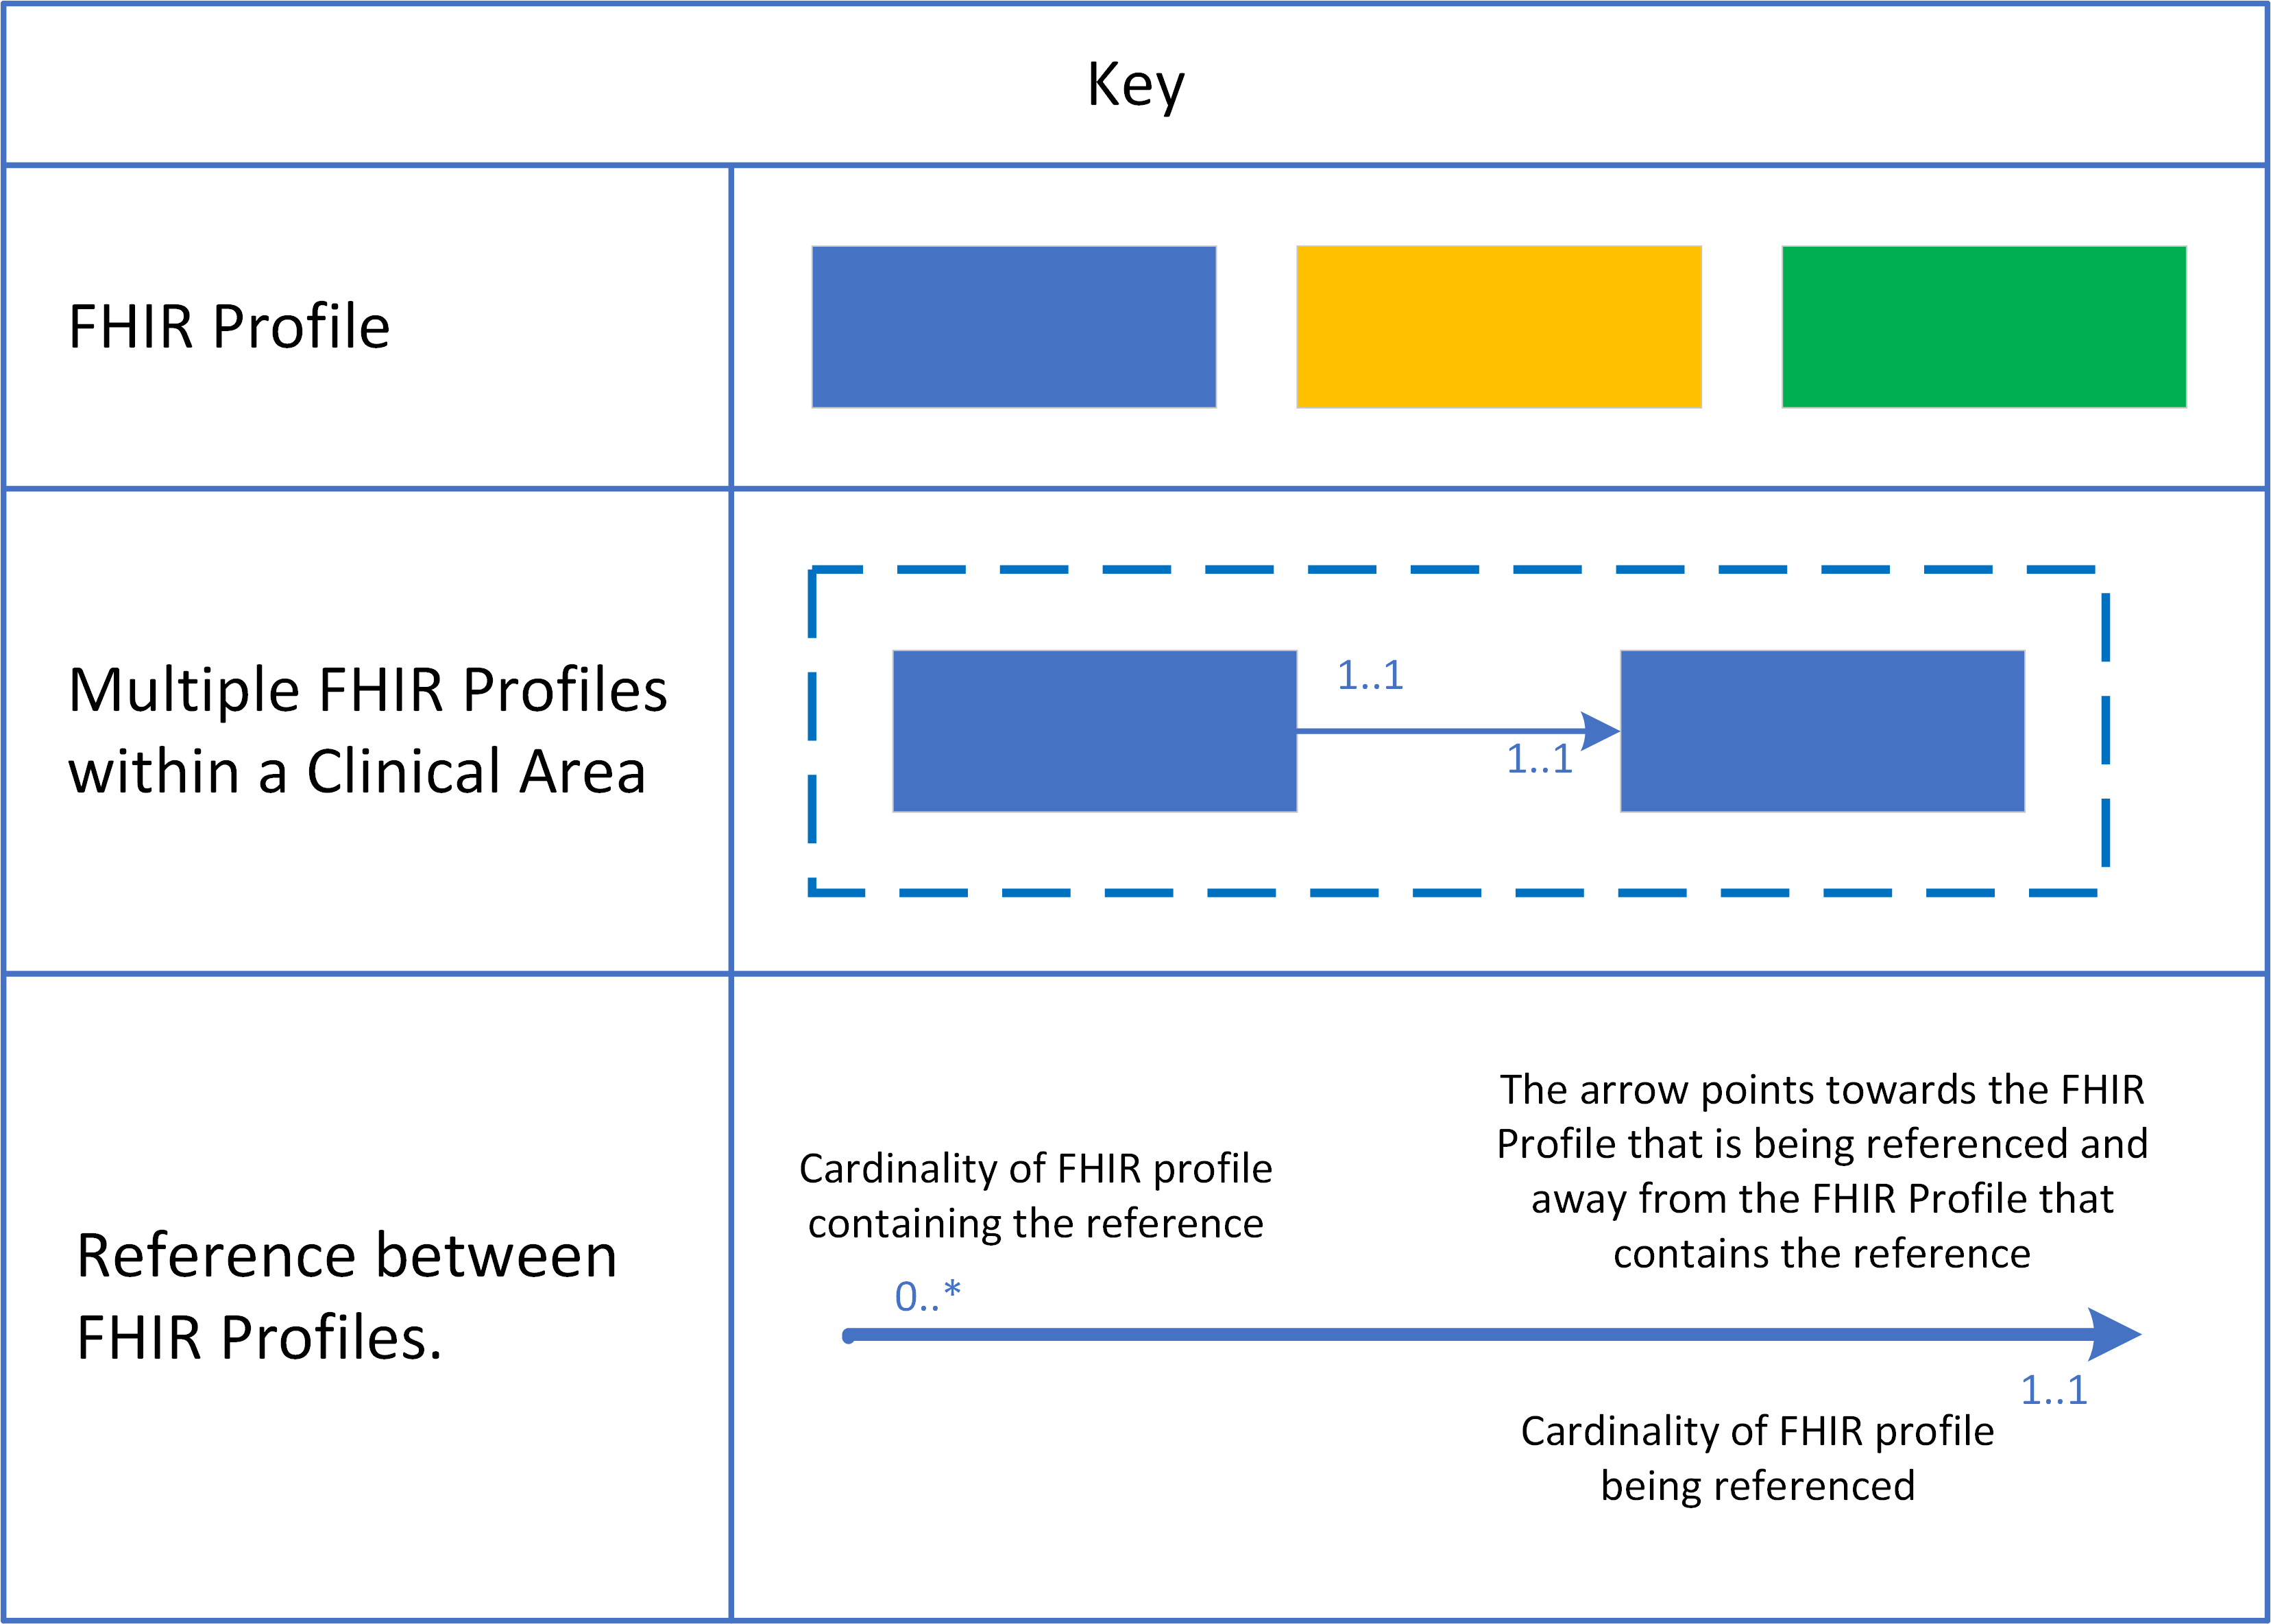 Key
FHIR Profile
Multiple FHIR Profiles
within a Clinical Area
1..1
1..1
Reference between
FHIR Profiles.
Cardinality of FHIR profile
containing the reference
0..*
The arrow points towards the FHIR
Profile that is being referenced and
away from the FHIR Profile that
contains the reference
1..1
Cardinality of FHIR profile
being referenced